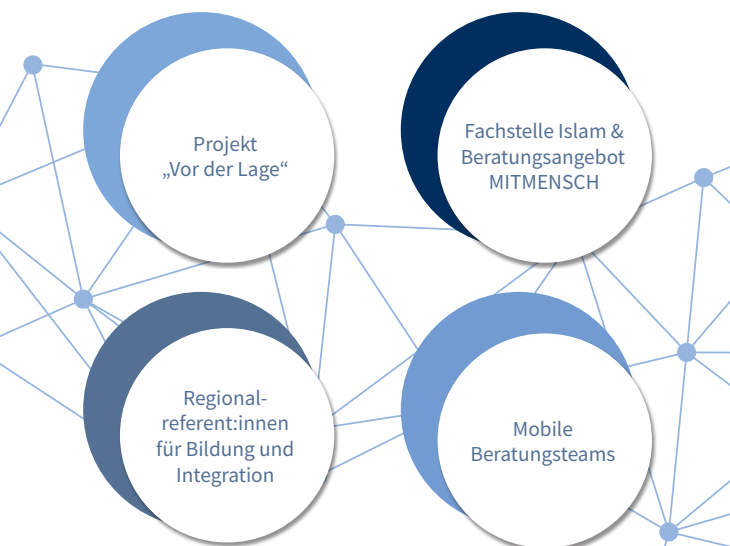 Projekt
„Vor der Lage“
Fachstelle Islam &
Beratungsangebot
MITMENSCH
Regional-
referent:innen
für Bildung und
Integration
Mobile
Beratungsteams